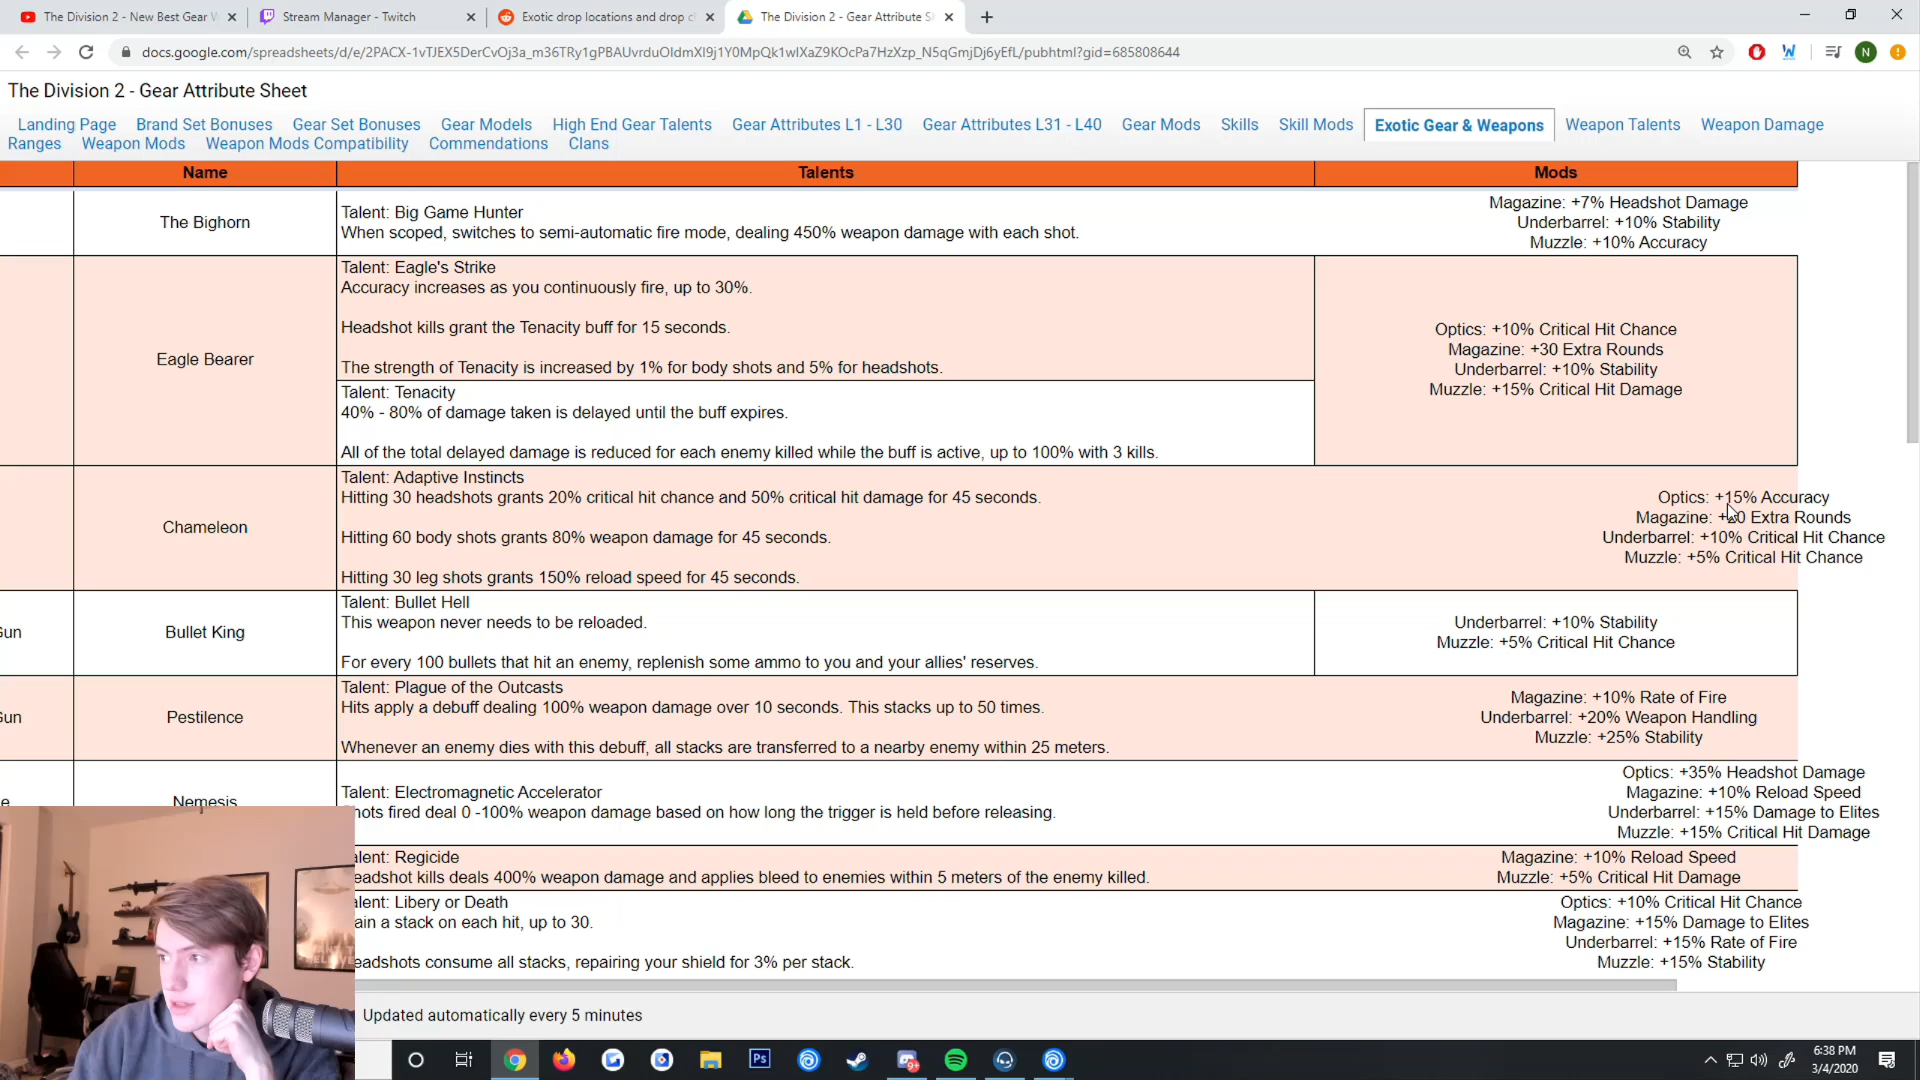 The Division 2 - New Best Gear
Stream Manager - Twitch
Exotic drop locations and drop c
The Division 2 - Gear Attribute S
docs.google.com/spreadsheets/d/e/2PACX-1vTJEX5DerCvOj3a_m36TRy1gPBAUvrduOIdmXI9j1Y0MpQk1wIXaZ9KOcPa7HzXzp_N5qGmjDj6yEfL/pubhtml?gid=685808644
N
The Division 2 - Gear Attribute Sheet
Landing Page Brand Set Bonuses Gear Set Bonuses Gear Models High End Gear Talents Gear Attributes L1 - L30 Gear Attributes L31 - L40 Gear Mods Skills Skill Mods Exotic Gear & Weapons Weapon Talents Weapon Damage
Ranges Weapon Mods Weapon Mods Compatibility Commendations Clans
Name Talents Mods
The Bighorn
Talent: Big Game Hunter
When scoped, switches to semi-automatic fire mode, dealing 450% weapon damage with each shot.
Magazine: +7% Headshot Damage
Underbarrel: +10% Stability
Muzzle: +10% Accuracy
Eagle Bearer
Talent: Eagle's Strike
Accuracy increases as you continuously fire, up to 30%.
Headshot kills grant the Tenacity buff for 15 seconds.
The strength of Tenacity is increased by 1% for body shots and 5% for headshots.
Talent: Tenacity
40% - 80% of damage taken is delayed until the buff expires.
All of the total delayed damage is reduced for each enemy killed while the buff is active, up to 100% with 3 kills.
Optics: +10% Critical Hit Chance
Magazine: +30 Extra Rounds
Underbarrel: +10% Stability
Muzzle: +15% Critical Hit Damage
Chameleon
Talent: Adaptive Instincts
Hitting 30 headshots grants 20% critical hit chance and 50% critical hit damage for 45 seconds.
Hitting 60 body shots grants 80% weapon damage for 45 seconds.
Hitting 30 leg shots grants 150% reload speed for 45 seconds.
Optics: +15% Accuracy
Magazine: +20 Extra Rounds
Underbarrel: +10% Critical Hit Chance
Muzzle: +5% Critical Hit Chance
Gun
Bullet King
Talent: Bullet Hell
This weapon never needs to be reloaded.
For every 100 bullets that hit an enemy, replenish some ammo to you and your allies' reserves.
Underbarrel: +10% Stability
Muzzle: +5% Critical Hit Chance
Gun
Pestilence
Talent: Plague of the Outcasts
Hits apply a debuff dealing 100% weapon damage over 10 seconds. This stacks up to 50 times.
Whenever an enemy dies with this debuff, all stacks are transferred to a nearby enemy within 25 meters.
Magazine: +10% Rate of Fire
Underbarrel: +20% Weapon Handling
Muzzle: +25% Stability
e
Nemesis
Talent: Electromagnetic Accelerator
hots fired deal 0 -100% weapon damage based on how long the trigger is held before releasing.
Optics: +35% Headshot Damage
Magazine: +10% Reload Speed
Underbarrel: +15% Damage to Elites
Muzzle: +15% Critical Hit Damage
alent: Regicide
eadshot kills deals 400% weapon damage and applies bleed to enemies within 5 meters of the enemy killed.
Magazine: +10% Reload Speed
Muzzle: +5% Critical Hit Damage
alent: Libery or Death
ain a stack on each hit, up to 30.
eadshots consume all stacks, repairing your shield for 3% per stack.
Optics: +10% Critical Hit Chance
Magazine: +15% Damage to Elites
Underbarrel: +15% Rate of Fire
Muzzle: +15% Stability
Updated automatically every 5 minutes
Ps
6:38 PM
3/4/2020